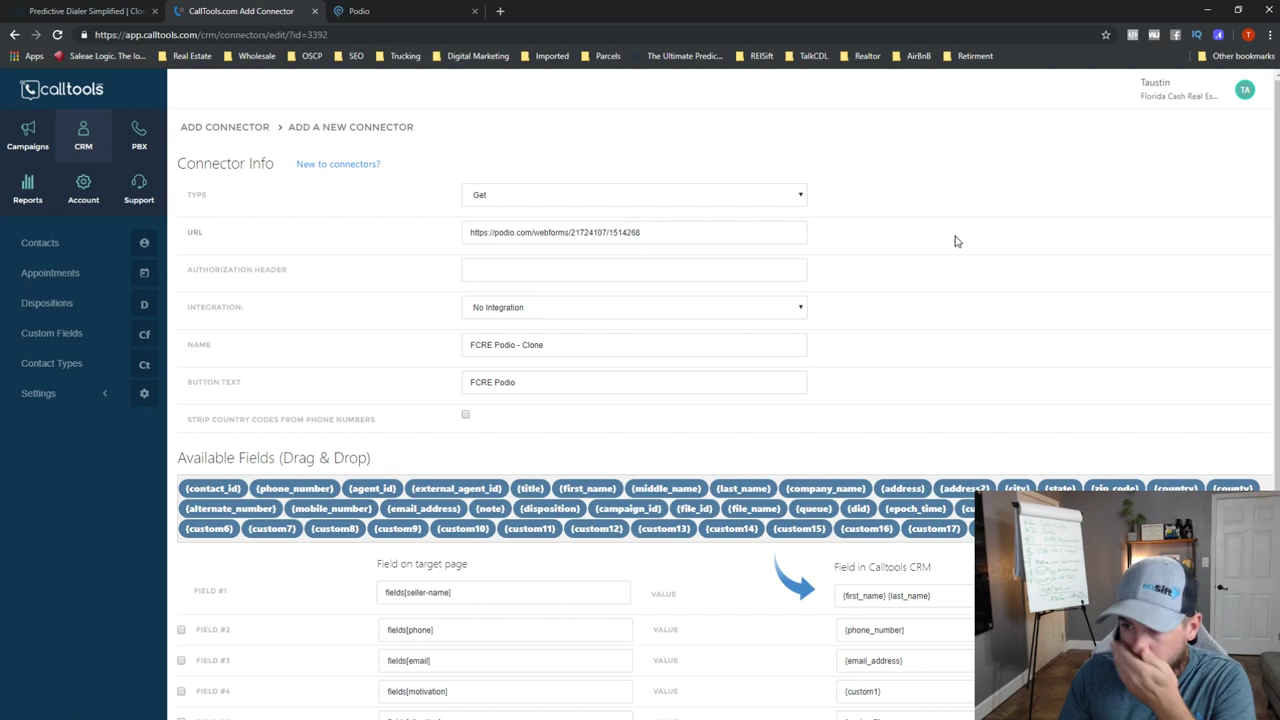 Predictive Dialer Simplified | Clou
CallTools.com Add Connector
Podio
https://app.calltools.com/crm/connectors/edit/?id=3392
Apps
Saleae Logic. The lo...
Real Estate
Wholesale
OSCP
SEO
Trucking
Digital Marketing
Imported
Parcels
The Ultimate Predic...
REISift
TalkCDL
Realtor
AirBnB
Retirment
Other bookmarks
calltools
Taustin
Florida Cash Real Es...
TA
Campaigns
CRM
PBX
Reports
Account
Support
Contacts
Appointments
Dispositions
D
Custom Fields
Cf
Contact Types
Ct
Settings
ADD CONNECTOR > ADD A NEW CONNECTOR
Connector Info
New to connectors?
TYPE
Get
URL
https://podio.com/webforms/21724107/1514268
AUTHORIZATION HEADER
INTEGRATION:
No Integration
NAME
FCRE Podio - Clone
BUTTON TEXT
FCRE Podio
STRIP COUNTRY CODES FROM PHONE NUMBERS
Available Fields (Drag & Drop)
{contact_id} {phone_number} {agent_id} {external_agent_id} {title} {first_name} {middle_name} {last_name} {company_name} {address} {address2} {city} {state} {zip_code} {country} {county}
{alternate_number} {mobile_number} {email_address} {note} {disposition} {campaign_id} {file_id} {file_name} {queue} {did} {epoch_time}
{custom6} {custom7} {custom8} {custom9} {custom10} {custom11} {custom12} {custom13} {custom14} {custom15} {custom16} {custom17}
Field on target page
Field in Calltools CRM
FIELD #1
fields[seller-name]
VALUE
{first_name} {last_name}
FIELD #2
fields[phone]
VALUE
{phone_number}
FIELD #3
fields[email]
VALUE
{email_address}
FIELD #4
fields[motivation]
VALUE
{custom1}